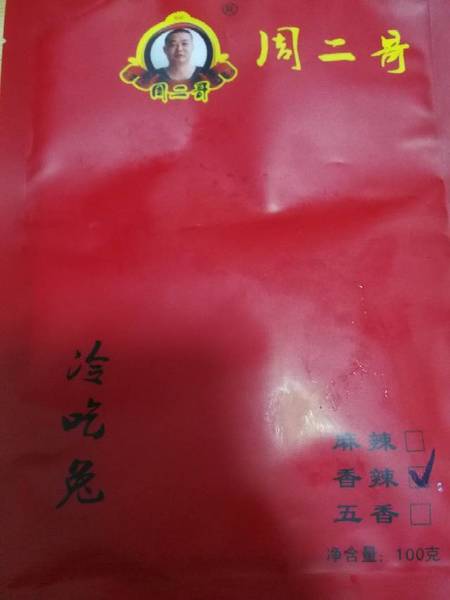 ®
周二哥
周二哥
冷吃兔
麻辣
香辣 ✓
五香
净含量：100克